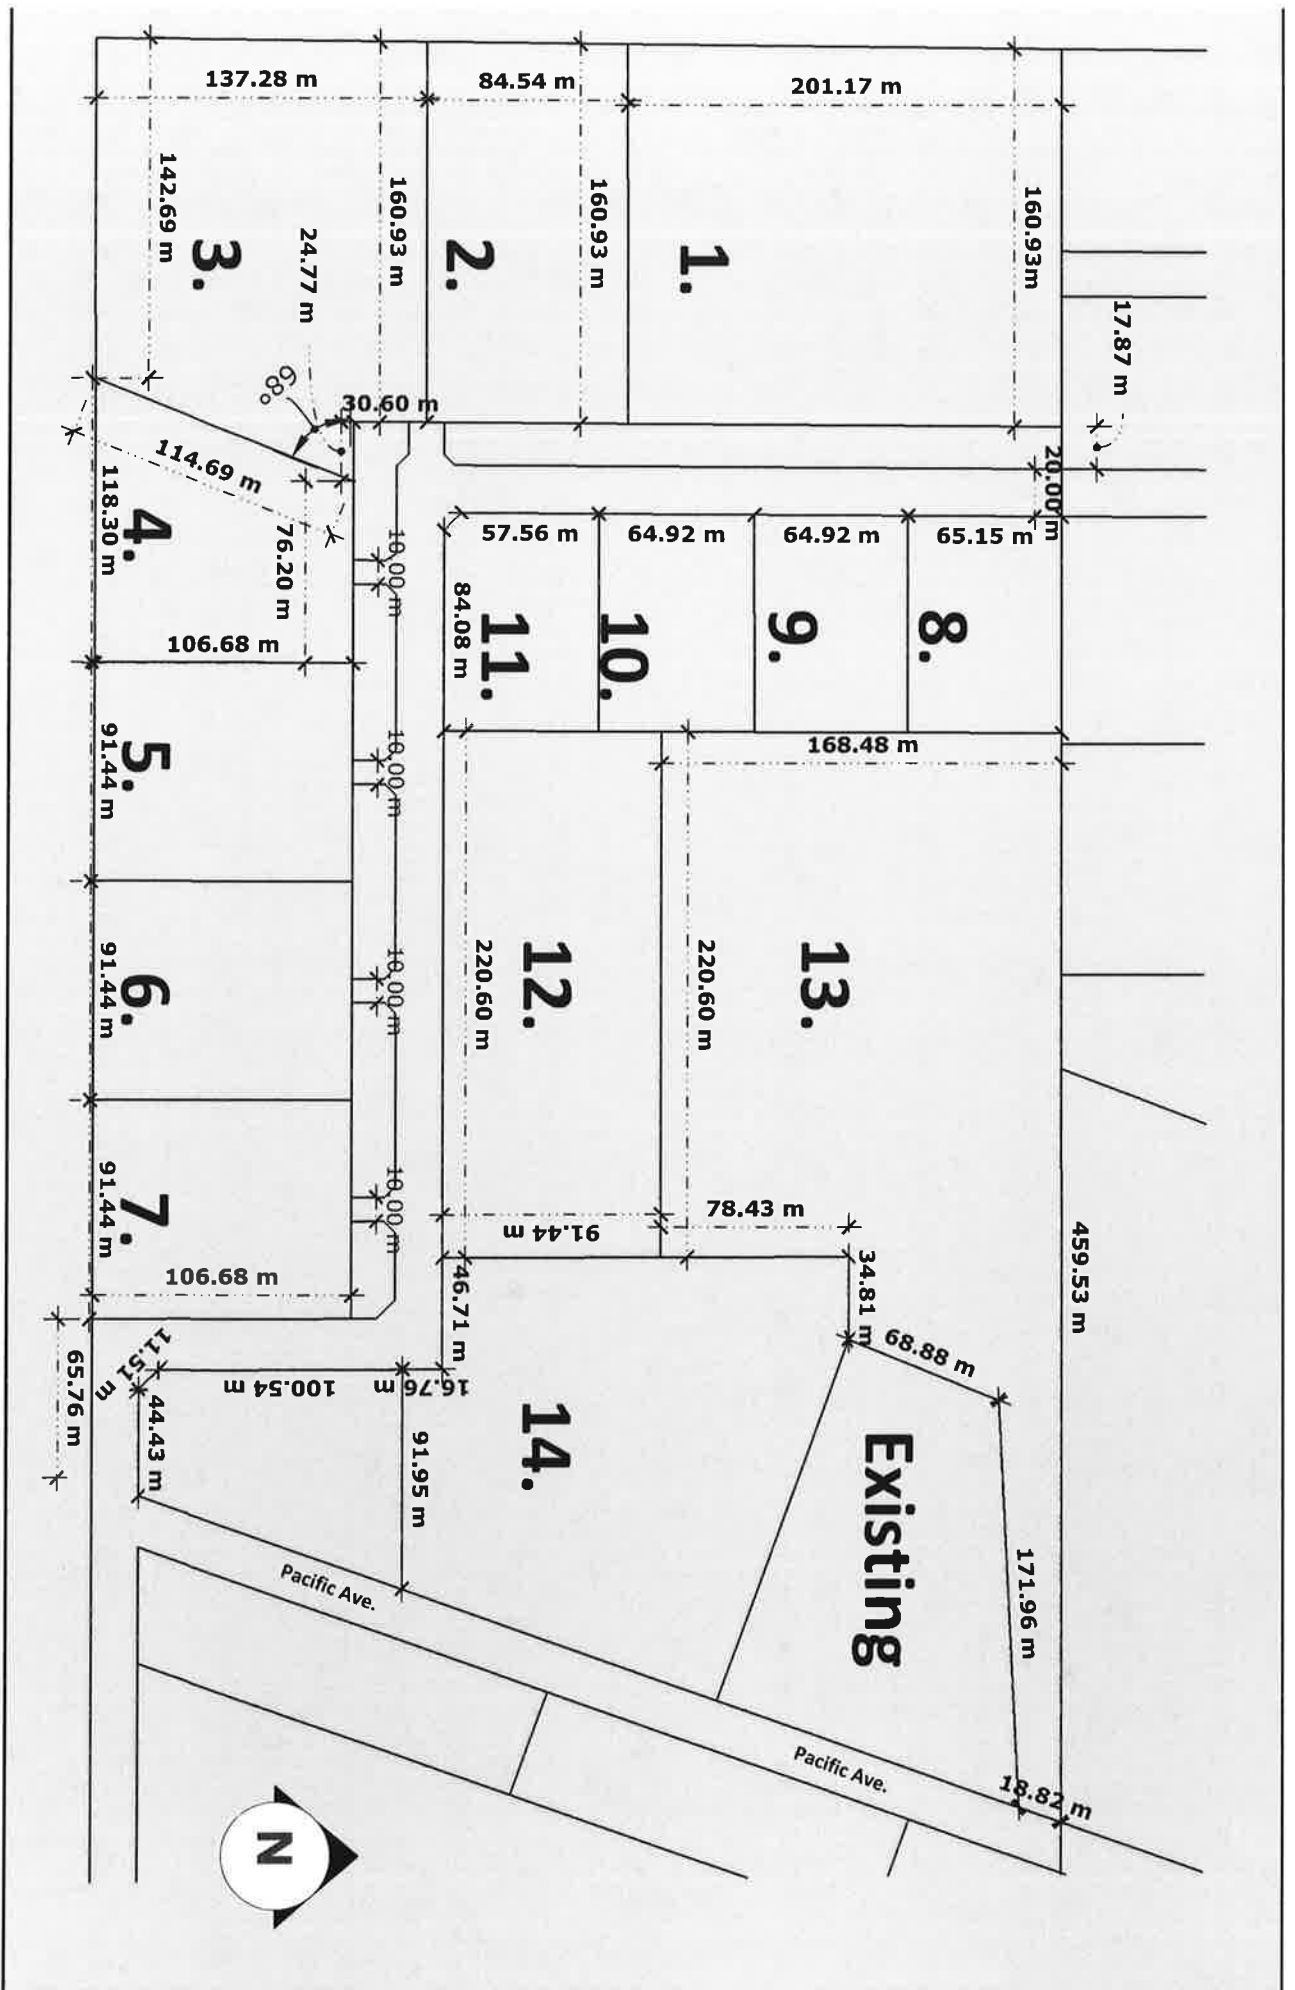 137.28 m
84.54 m
201.17 m
142.69 m
160.93 m
160.93 m
160.93m
3.
2.
1.
24.77 m
17.87 m
68°
30.60 m
114.69 m
20.00 m
118.30 m
4.
76.20 m
10.00 m
57.56 m
64.92 m
64.92 m
65.15 m
84.08 m
11.
10.
9.
8.
106.68 m
91.44 m
5.
10.00 m
168.48 m
91.44 m
6.
10.00 m
220.60 m
12.
220.60 m
13.
91.44 m
7.
10.00 m
91.44 m
78.43 m
106.68 m
46.71 m
34.81 m
459.53 m
65.76 m
11.51 m
100.54 m
16.76 m
68.88 m
44.43 m
91.95 m
14.
Existing
171.96 m
Pacific Ave.
Pacific Ave.
18.82 m
N